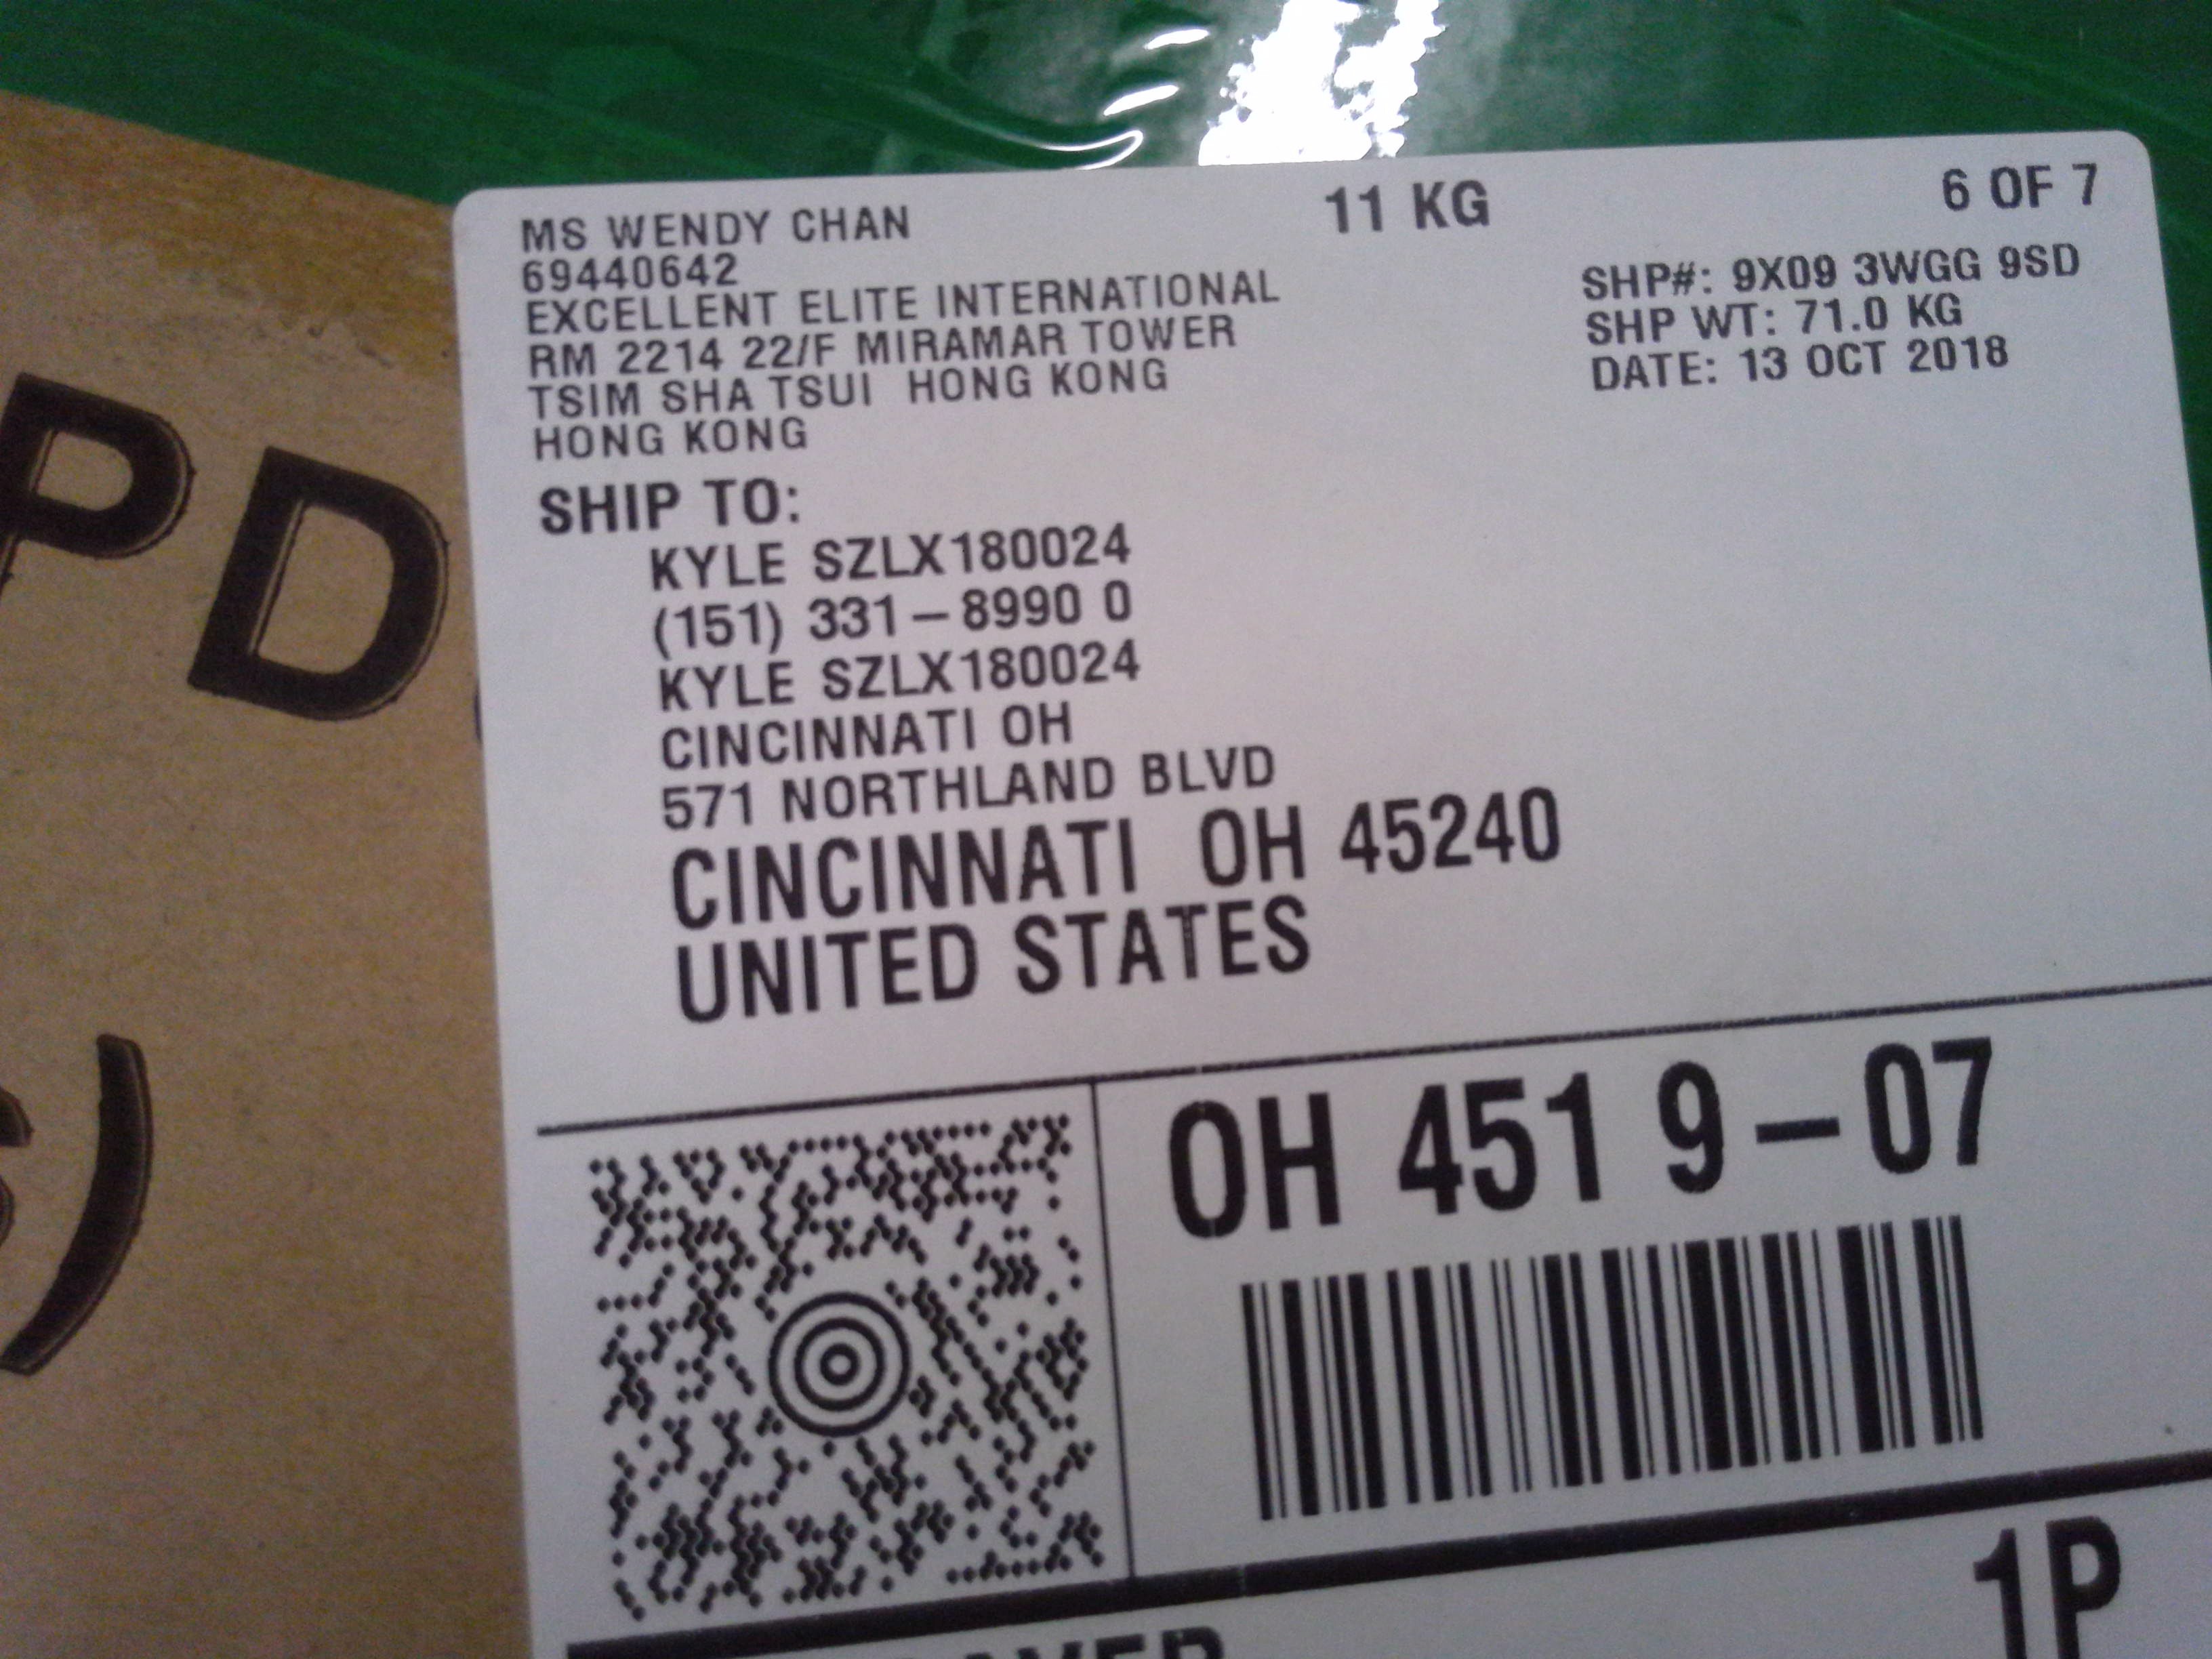 MS WENDY CHAN
69440642
EXCELLENT ELITE INTERNATIONAL
RM 2214 22/F MIRAMAR TOWER
TSIM SHA TSUI HONG KONG
HONG KONG
11 KG
6 OF 7
SHP#: 9X09 3WGG 9SD
SHP WT: 71.0 KG
DATE: 13 OCT 2018
SHIP TO:
KYLE SZLX180024
(151) 331-8990 0
KYLE SZLX180024
CINCINNATI OH
571 NORTHLAND BLVD
CINCINNATI OH 45240
UNITED STATES
OH 451 9-07
1P
PD
)